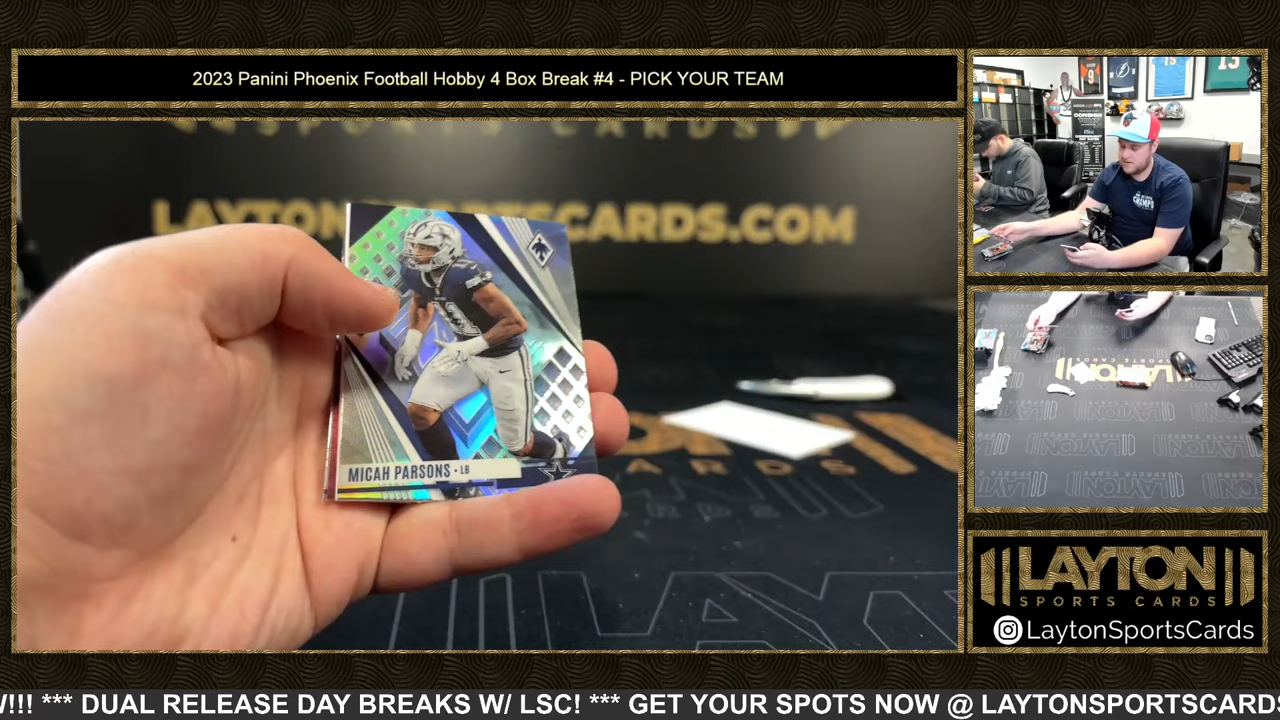 2023 Panini Phoenix Football Hobby 4 Box Break #4 - PICK YOUR TEAM
LAYTONSPORTSCARDS.COM
MICAH PARSONS • LB
LAYTON
SPORTS CARDS
LaytonSportsCards
W!!! *** DUAL RELEASE DAY BREAKS W/ LSC! *** GET YOUR SPOTS NOW @ LAYTONSPORTSCARDS